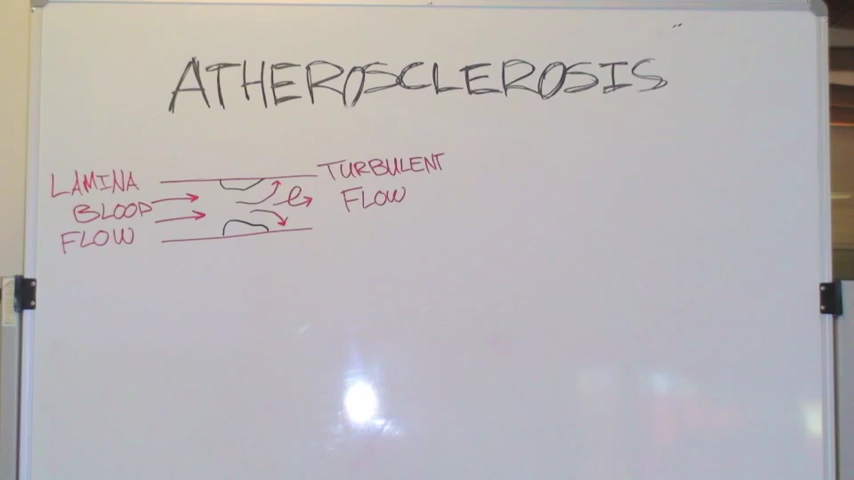 ATHEROSCLEROSIS
LAMINA
BLOOD
FLOW
TURBULENT
FLOW